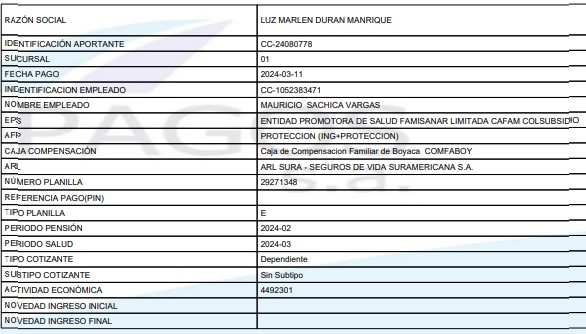 RAZÓN SOCIAL LUZ MARLEN DURAN MANRIQUE
IDENTIFICACIÓN APORTANTE CC-24080778
SUCURSAL 01
FECHA PAGO 2024-03-11
INDENTIFICACION EMPLEADO CC-1052383471
NOMBRE EMPLEADO MAURICIO SACHICA VARGAS
EPS ENTIDAD PROMOTORA DE SALUD FAMISANAR LIMITADA CAFAM COLSUBSIDIO
AFP PROTECCION (ING+PROTECCION)
CAJA COMPENSACIÓN Caja de Compensacion Familiar de Boyaca COMFABOY
ARL ARL SURA - SEGUROS DE VIDA SURAMERICANA S.A.
NÚMERO PLANILLA 29271348
REFERENCIA PAGO(PIN)
TIPO PLANILLA E
PERIODO PENSIÓN 2024-02
PERIODO SALUD 2024-03
TIPO COTIZANTE Dependiente
SUBTIPO COTIZANTE Sin Subtipo
ACTIVIDAD ECONÓMICA 4492301
NOVEDAD INGRESO INICIAL
NOVEDAD INGRESO FINAL
PAGOS
s.a.